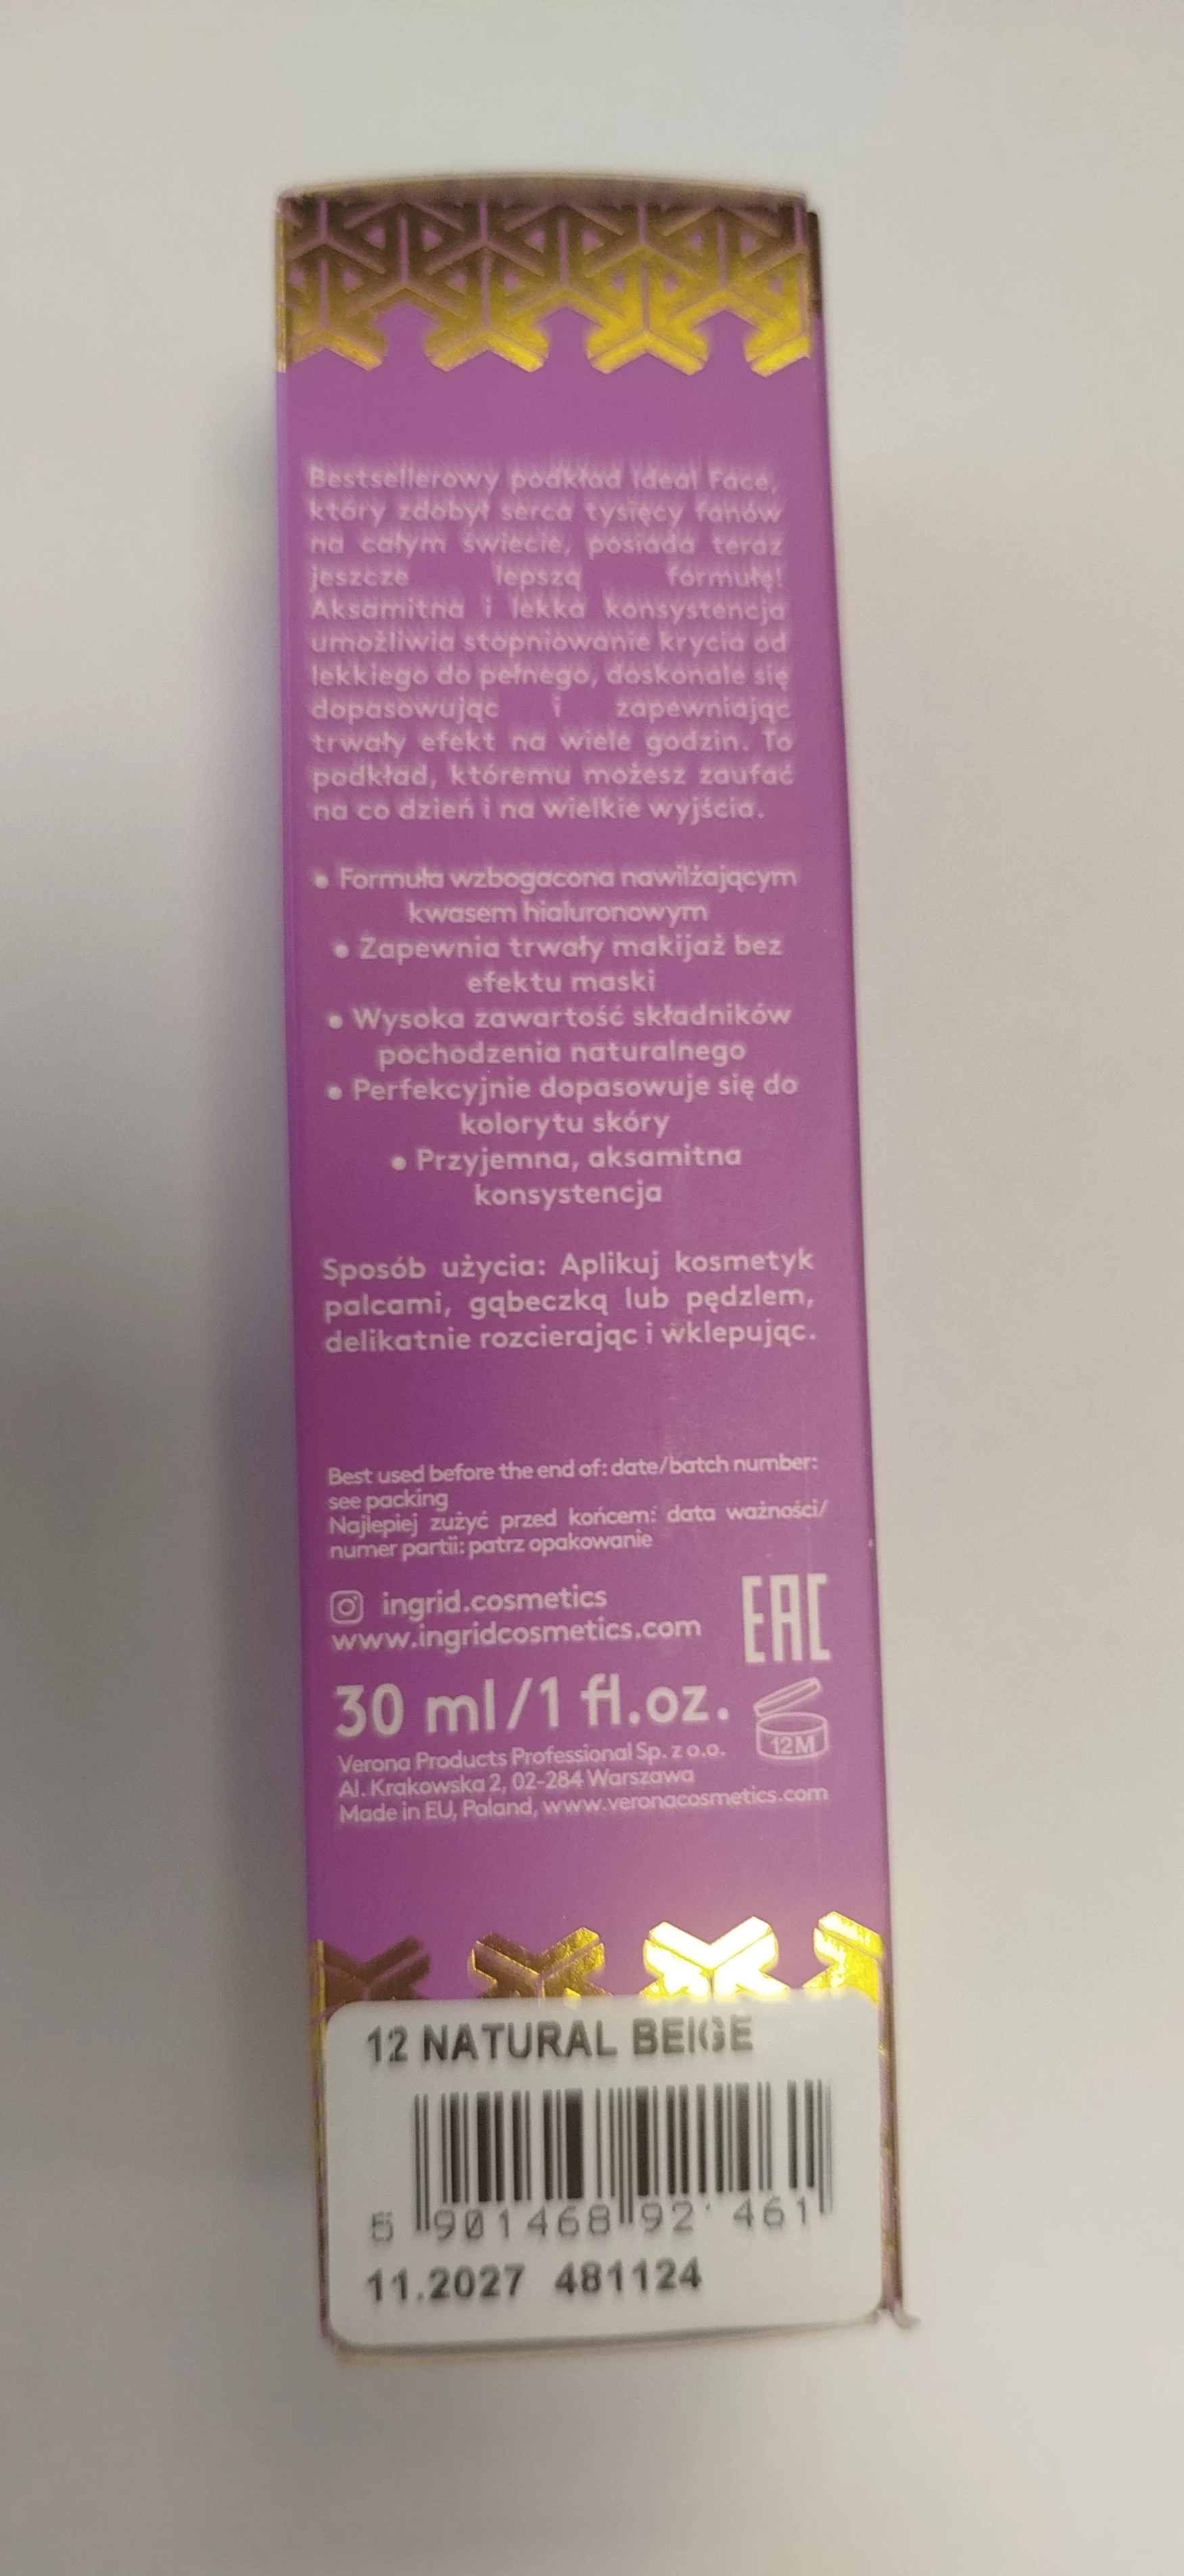 Bestsellerowy podkład Ideal Face,
który zdobył serca tysięcy fanów
na całym świecie, posiada teraz
jeszcze lepszą formułę!
Aksamitna i lekka konsystencja
umożliwia stopniowanie krycia od
lekkiego do pełnego, doskonale się
dopasowując i zapewniając
trwały efekt na wiele godzin. To
podkład, któremu możesz zaufać
na co dzień i na wielkie wyjścia.
• Formuła wzbogacona nawilżającym
kwasem hialuronowym
• Zapewnia trwały makijaż bez
efektu maski
• Wysoka zawartość składników
pochodzenia naturalnego
• Perfekcyjnie dopasowuje się do
kolorytu skóry
• Przyjemna, aksamitna
konsystencja
Sposób użycia: Aplikuj kosmetyk
palcami, gąbeczką lub pędzlem,
delikatnie rozcierając i wklepując.
Best used before the end of: date/batch number:
see packing
Najlepiej zużyć przed końcem: data ważności/
numer partii: patrz opakowanie
ingrid.cosmetics
www.ingridcosmetics.com
EAC
30 ml/1 fl.oz.
12M
Verona Products Professional Sp. z o.o.
Al. Krakowska 2, 02-284 Warszawa
Made in EU, Poland, www.veronacosmetics.com
12 NATURAL BEIGE
5 901468 92 461
11.2027 481124